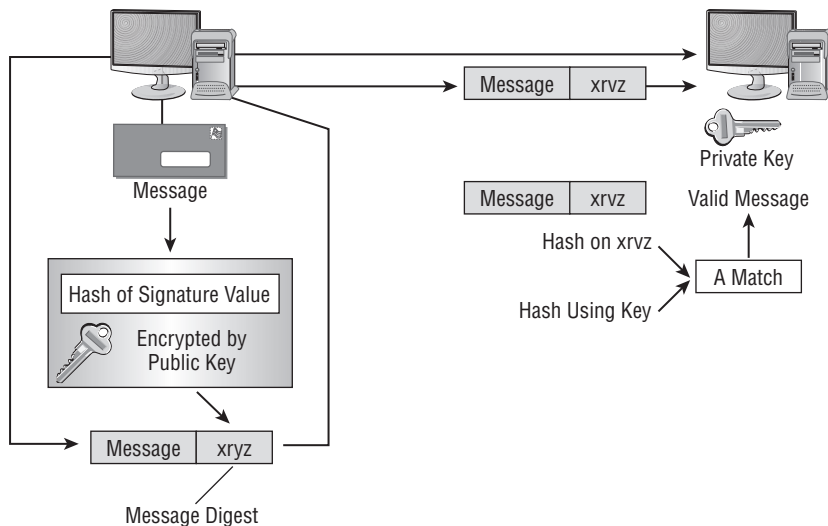 Message xrvz
Private Key
Message
Message xrvz
Valid Message
Hash on xrvz
A Match
Hash of Signature Value
Hash Using Key
Encrypted by
Public Key
Message xryz
Message Digest